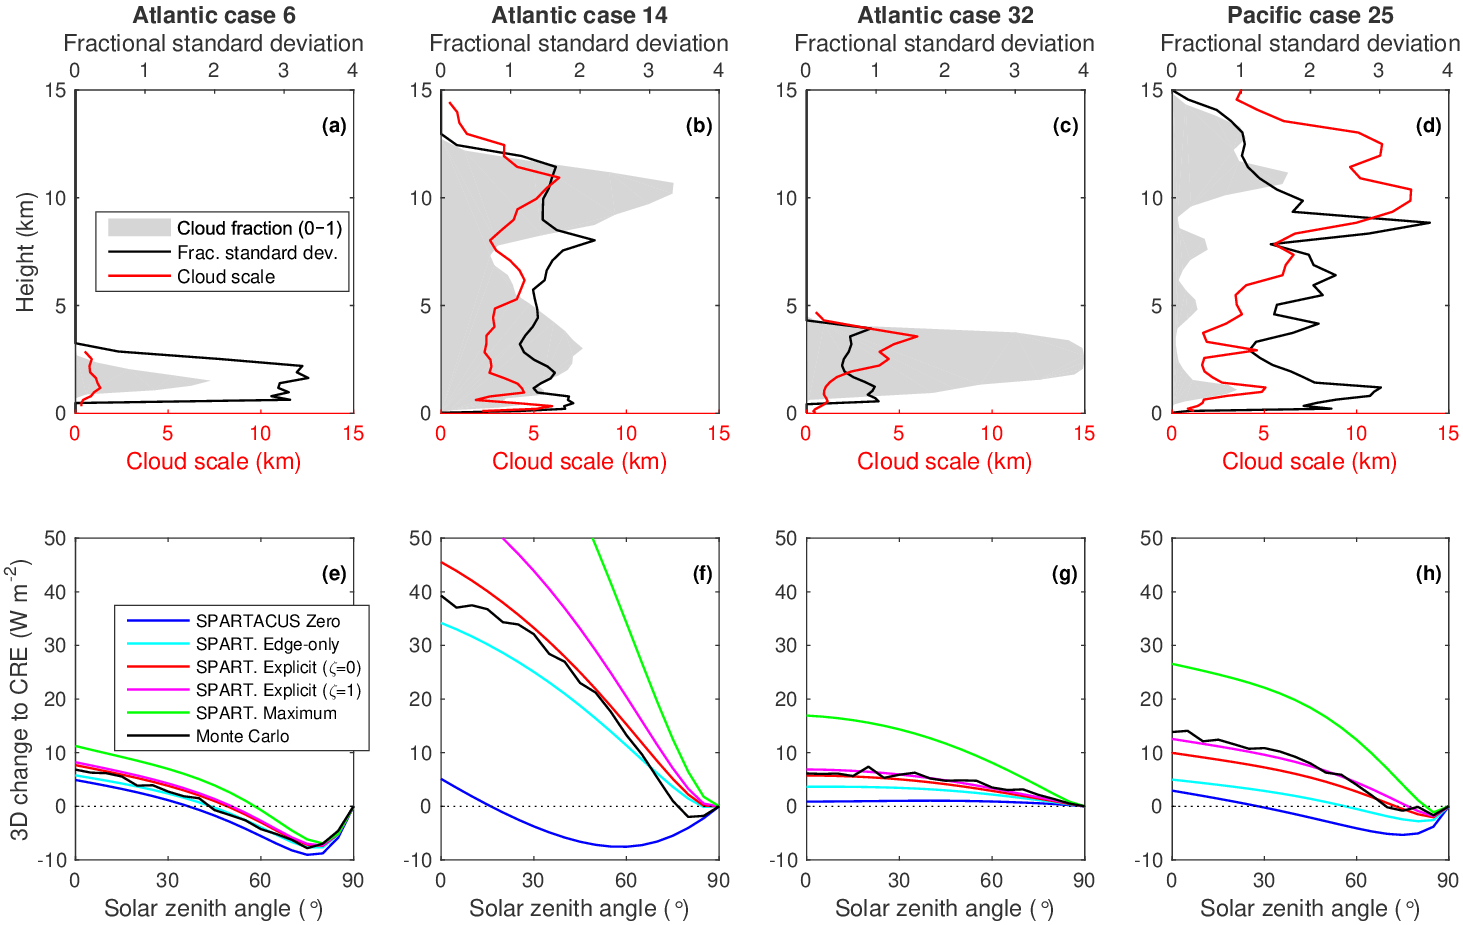 Atlantic case 6
Atlantic case 14
Atlantic case 32
Pacific case 25
Fractional standard deviation
Fractional standard deviation
Fractional standard deviation
Fractional standard deviation
0 1 2 3 4
0 1 2 3 4
0 1 2 3 4
0 1 2 3 4
15
10
5
0
Height (km)
(a)
Cloud fraction (0−1)
Frac. standard dev.
Cloud scale
15
10
5
0
(b)
15
10
5
0
(c)
15
10
5
0
(d)
0 5 10 15
0 5 10 15
0 5 10 15
0 5 10 15
Cloud scale (km)
Cloud scale (km)
Cloud scale (km)
Cloud scale (km)
50
40
30
20
10
0
-10
3D change to CRE (W m⁻²)
(e)
SPARTACUS Zero
SPART. Edge-only
SPART. Explicit (ζ=0)
SPART. Explicit (ζ=1)
SPART. Maximum
Monte Carlo
50
40
30
20
10
0
-10
(f)
50
40
30
20
10
0
-10
(g)
50
40
30
20
10
0
-10
(h)
0 30 60 90
0 30 60 90
0 30 60 90
0 30 60 90
Solar zenith angle (°)
Solar zenith angle (°)
Solar zenith angle (°)
Solar zenith angle (°)